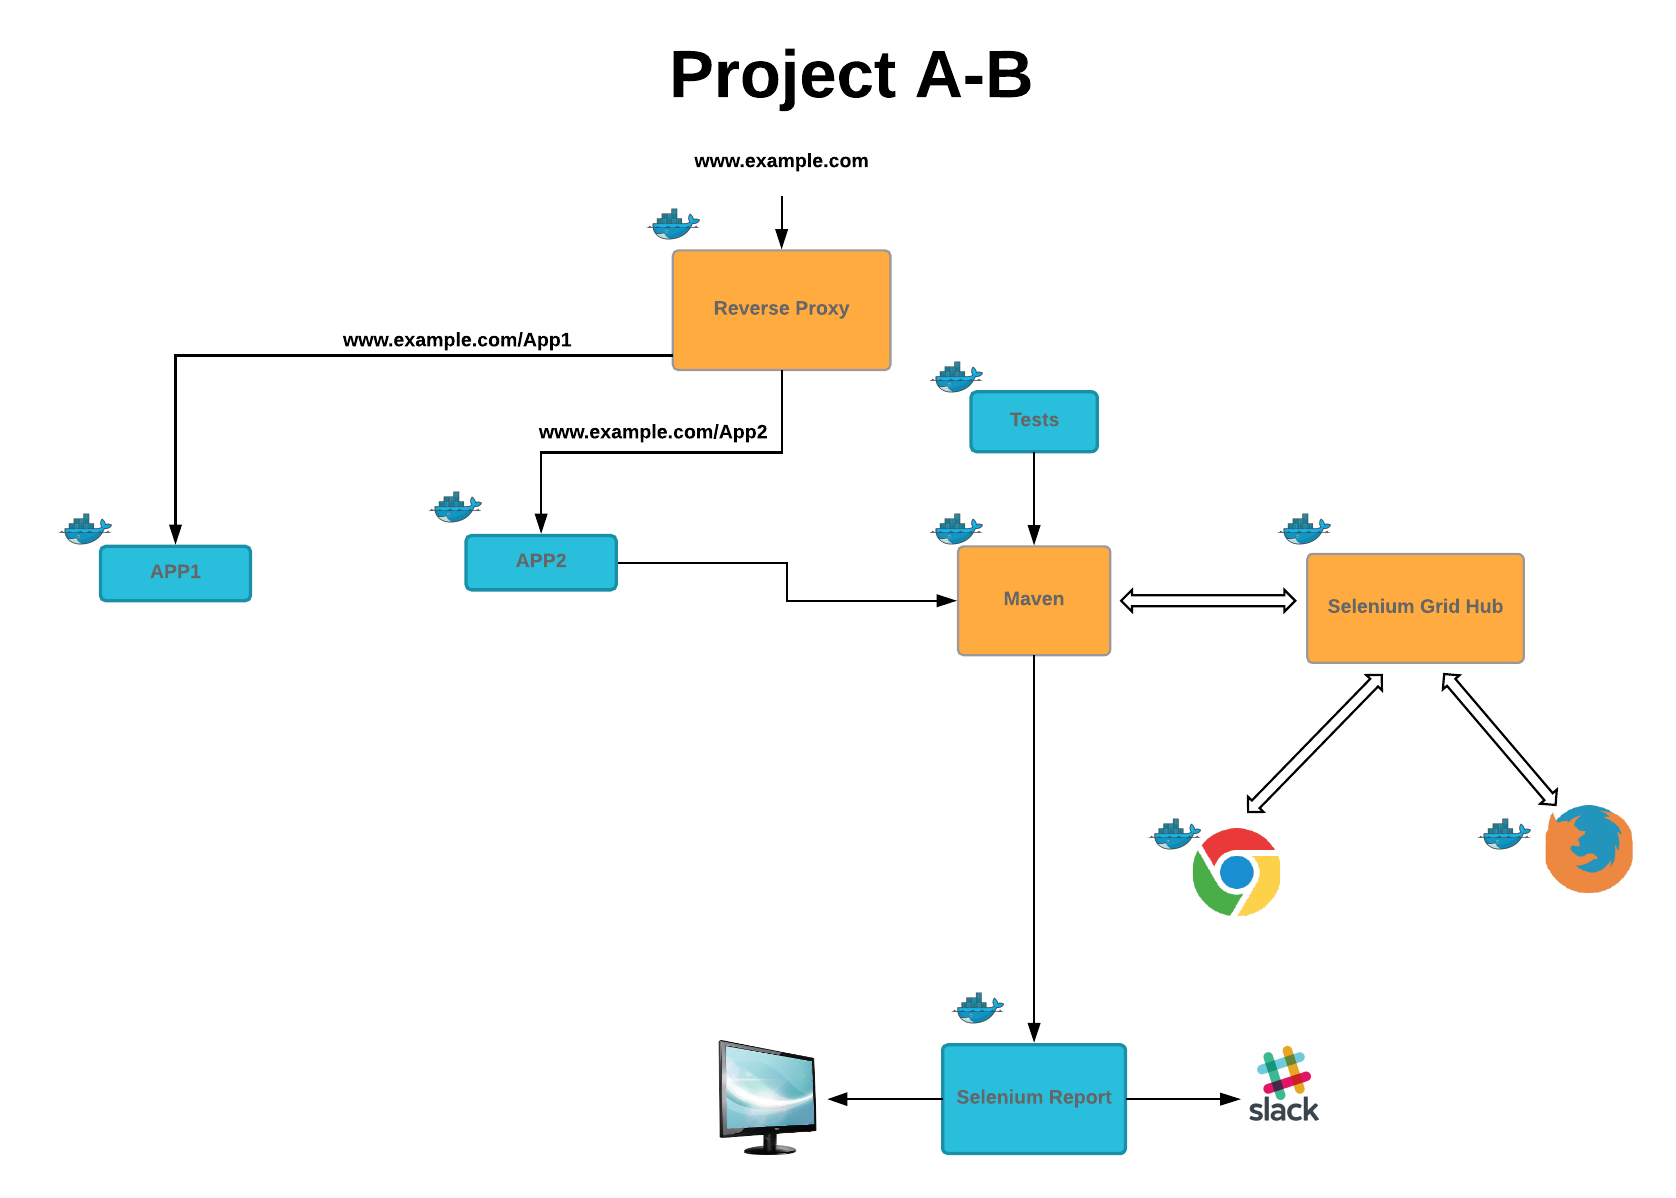 Project A-B
www.example.com
Reverse Proxy
www.example.com/App1
www.example.com/App2
Tests
APP1
APP2
Maven
Selenium Grid Hub
Selenium Report
slack